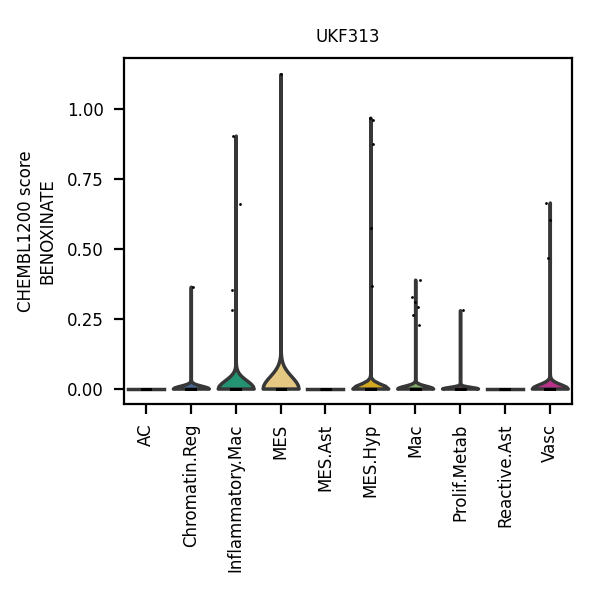 UKF313
CHEMBL1200 score
BENOXINATE
1.00
0.75
0.50
0.25
0.00
AC
Chromatin.Reg
Inflammatory.Mac
MES
MES.Ast
MES.Hyp
Mac
Prolif.Metab
Reactive.Ast
Vasc